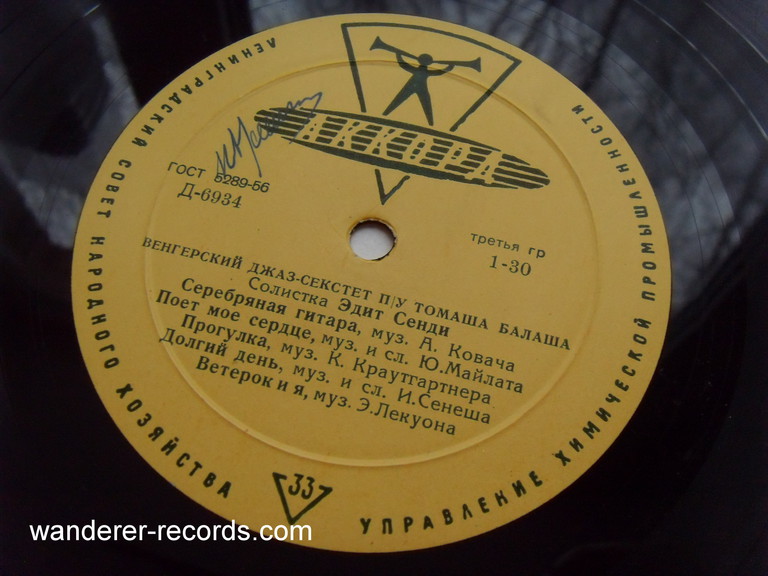 ЛЕНИНГРАДСКИЙ СОВЕТ НАРОДНОГО ХОЗЯЙСТВА
УПРАВЛЕНИЕ ХИМИЧЕСКОЙ ПРОМЫШЛЕННОСТИ
АККОРД
ГОСТ 5289-56
Д-6934
третья гр
1-30
ВЕНГЕРСКИЙ ДЖАЗ-СЕКСТЕТ П/У ТОМАША БАЛАША
Солистка Эдит Сенди
Серебряная гитара, муз. А. Ковача
Поет мое сердце, муз. и сл. Ю.Майлата
Прогулка, муз. К. Краутгартнера
Долгий день, муз. и сл. И.Сенеша
Ветерок и я, муз. Э.Лекуона
33
wanderer-records.com